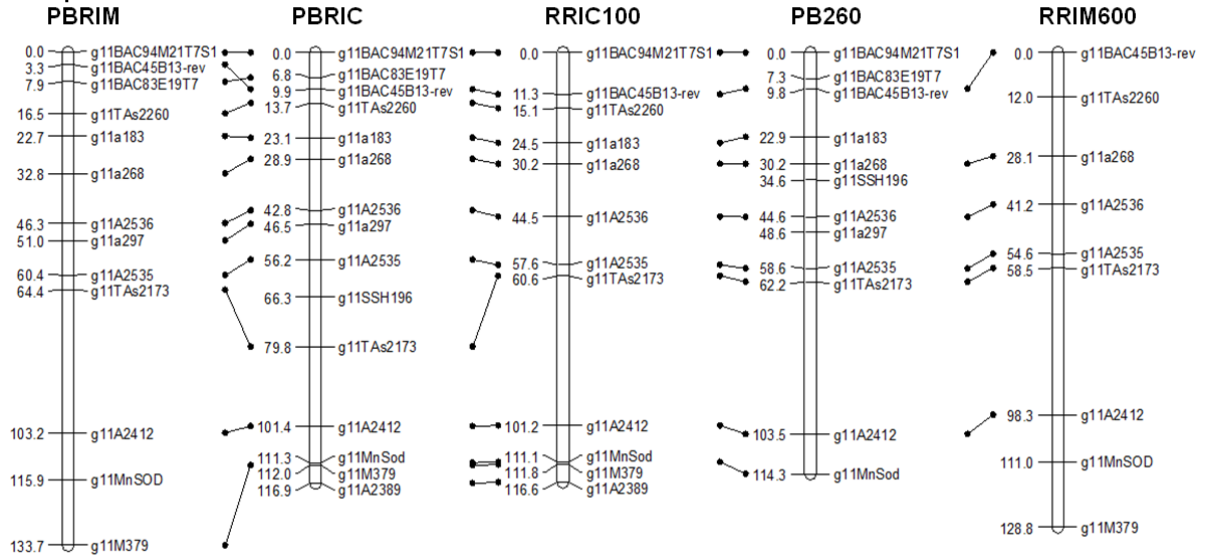 PBRIM
0.0 g11BAC94M21T7S1
3.3 g11BAC45B13-rev
7.9 g11BAC83E19T7
16.5 g11TAs2260
22.7 g11a183
32.8 g11a268
46.3 g11A2536
51.0 g11a297
60.4 g11A2535
64.4 g11TAs2173
103.2 g11A2412
115.9 g11MnSOD
133.7 g11M379
PBRIC
0.0 g11BAC94M21T7S1
6.8 g11BAC83E19T7
9.9 g11BAC45B13-rev
13.7 g11TAs2260
23.1 g11a183
28.9 g11a268
42.8 g11A2536
46.5 g11a297
56.2 g11A2535
66.3 g11SSH196
79.8 g11TAs2173
101.4 g11A2412
111.3 g11MnSod
112.0 g11M379
116.9 g11A2389
RRIC100
0.0 g11BAC94M21T7S1
11.3 g11BAC45B13-rev
15.1 g11TAs2260
24.5 g11a183
30.2 g11a268
44.5 g11A2536
57.6 g11A2535
60.6 g11TAs2173
101.2 g11A2412
111.1 g11MnSod
111.8 g11M379
116.6 g11A2389
PB260
0.0 g11BAC94M21T7S1
7.3 g11BAC83E19T7
9.8 g11BAC45B13-rev
22.9 g11a183
30.2 g11a268
34.6 g11SSH196
44.6 g11A2536
48.6 g11a297
58.6 g11A2535
62.2 g11TAs2173
103.5 g11A2412
114.3 g11MnSod
RRIM600
0.0 g11BAC45B13-rev
12.0 g11TAs2260
28.1 g11a268
41.2 g11A2536
54.6 g11A2535
58.5 g11TAs2173
98.3 g11A2412
111.0 g11MnSOD
128.8 g11M379